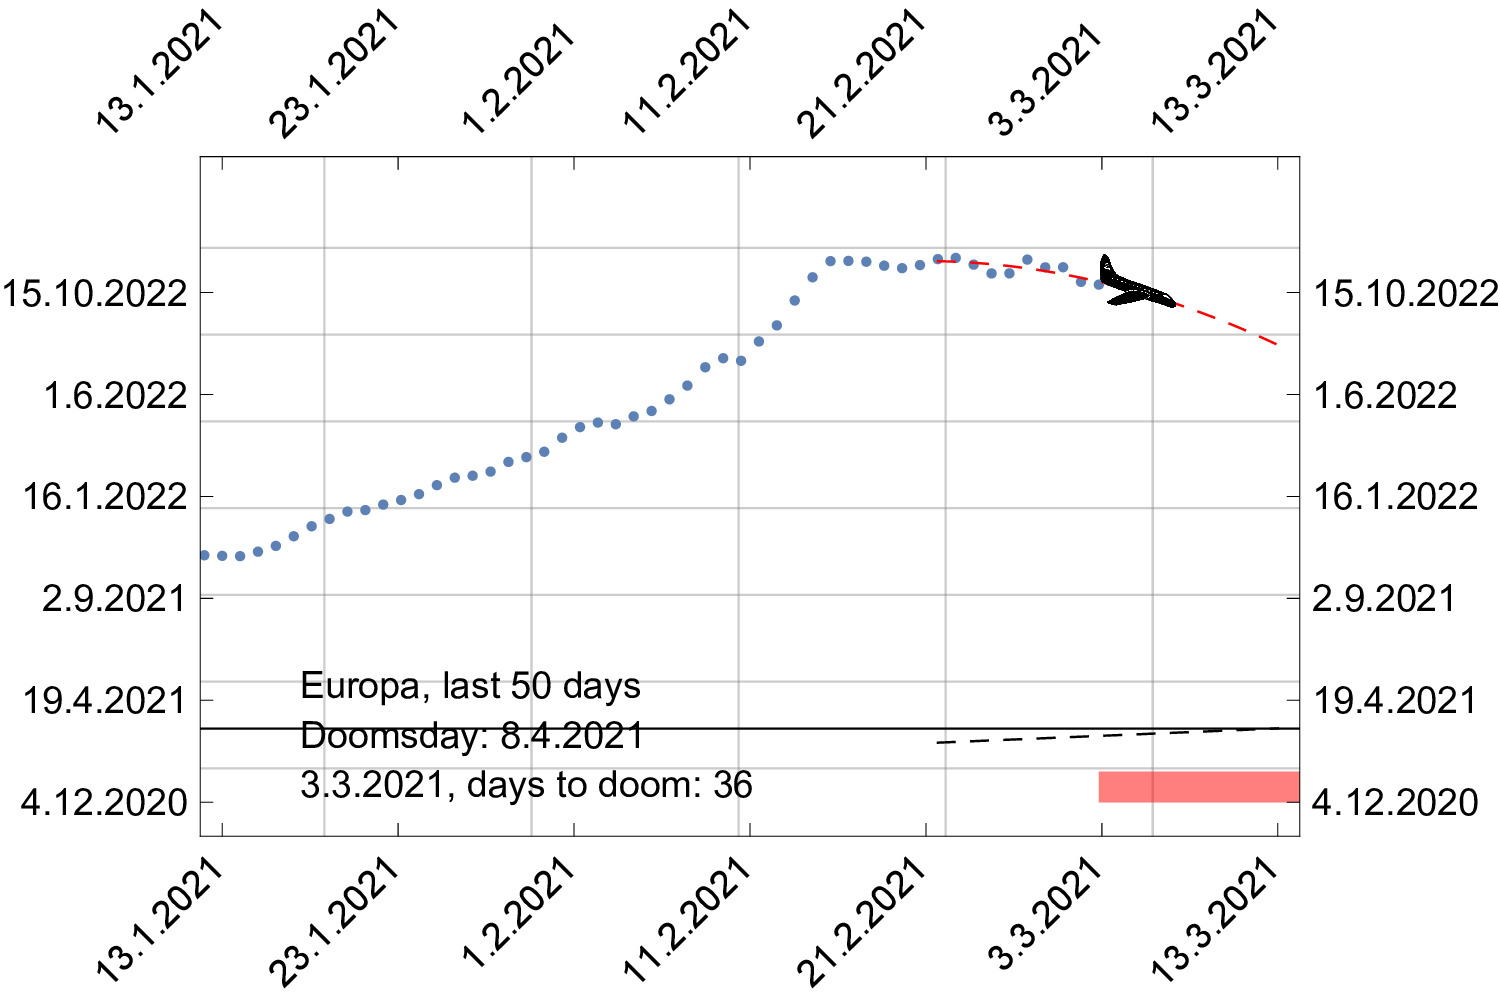 13.1.2021 23.1.2021 1.2.2021 11.2.2021 21.2.2021 3.3.2021 13.3.2021
15.10.2022 15.10.2022
1.6.2022 1.6.2022
16.1.2022 16.1.2022
2.9.2021 2.9.2021
Europa, last 50 days
19.4.2021 19.4.2021
Doomsday: 8.4.2021
3.3.2021, days to doom: 36
4.12.2020 4.12.2020
13.1.2021 23.1.2021 1.2.2021 11.2.2021 21.2.2021 3.3.2021 13.3.2021